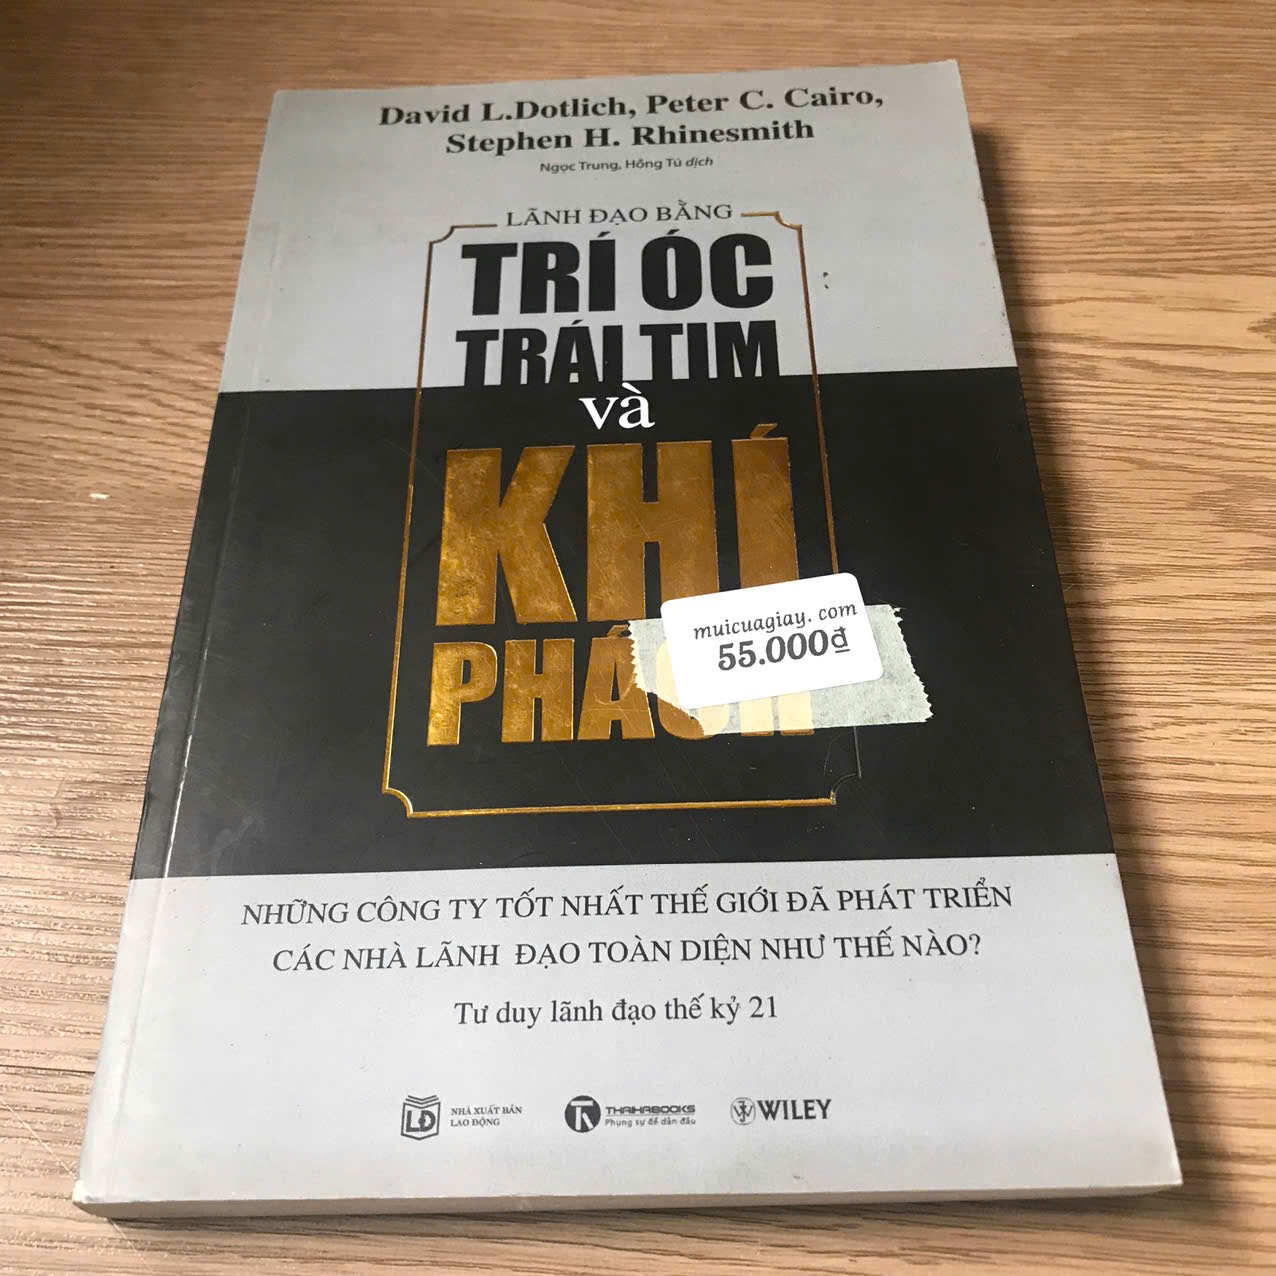 David L.Dotlich, Peter C. Cairo,
Stephen H. Rhinesmith
Ngọc Trung, Hồng Tú dịch
LÃNH ĐẠO BẰNG
TRÍ ÓC
TRÁI TIM
và
KHÍ
muicuagiay. com
55.000₫
NHỮNG CÔNG TY TỐT NHẤT THẾ GIỚI ĐÃ PHÁT TRIỂN
CÁC NHÀ LÃNH ĐẠO TOÀN DIỆN NHƯ THẾ NÀO?
Tư duy lãnh đạo thế kỷ 21
LĐ
NHÀ XUẤT BẢN
LAO ĐỘNG
THAIHABOOKS
Phụng sự để dẫn đầu
WILEY